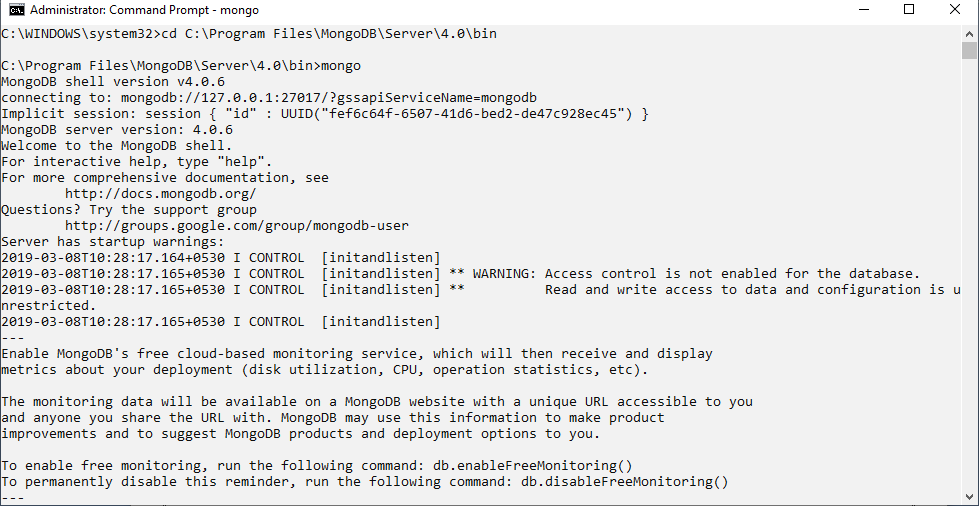 Administrator: Command Prompt - mongo
C:\WINDOWS\system32>cd C:\Program Files\MongoDB\Server\4.0\bin
C:\Program Files\MongoDB\Server\4.0\bin>mongo
MongoDB shell version v4.0.6
connecting to: mongodb://127.0.0.1:27017/?gssapiServiceName=mongodb
Implicit session: session { "id" : UUID("fef6c64f-6507-41d6-bed2-de47c928ec45") }
MongoDB server version: 4.0.6
Welcome to the MongoDB shell.
For interactive help, type "help".
For more comprehensive documentation, see
        http://docs.mongodb.org/
Questions? Try the support group
        http://groups.google.com/group/mongodb-user
Server has startup warnings:
2019-03-08T10:28:17.164+0530 I CONTROL  [initandlisten]
2019-03-08T10:28:17.165+0530 I CONTROL  [initandlisten] ** WARNING: Access control is not enabled for the database.
2019-03-08T10:28:17.165+0530 I CONTROL  [initandlisten] **          Read and write access to data and configuration is u
nrestricted.
2019-03-08T10:28:17.165+0530 I CONTROL  [initandlisten]
---
Enable MongoDB's free cloud-based monitoring service, which will then receive and display
metrics about your deployment (disk utilization, CPU, operation statistics, etc).
The monitoring data will be available on a MongoDB website with a unique URL accessible to you
and anyone you share the URL with. MongoDB may use this information to make product
improvements and to suggest MongoDB products and deployment options to you.
To enable free monitoring, run the following command: db.enableFreeMonitoring()
To permanently disable this reminder, run the following command: db.disableFreeMonitoring()
---